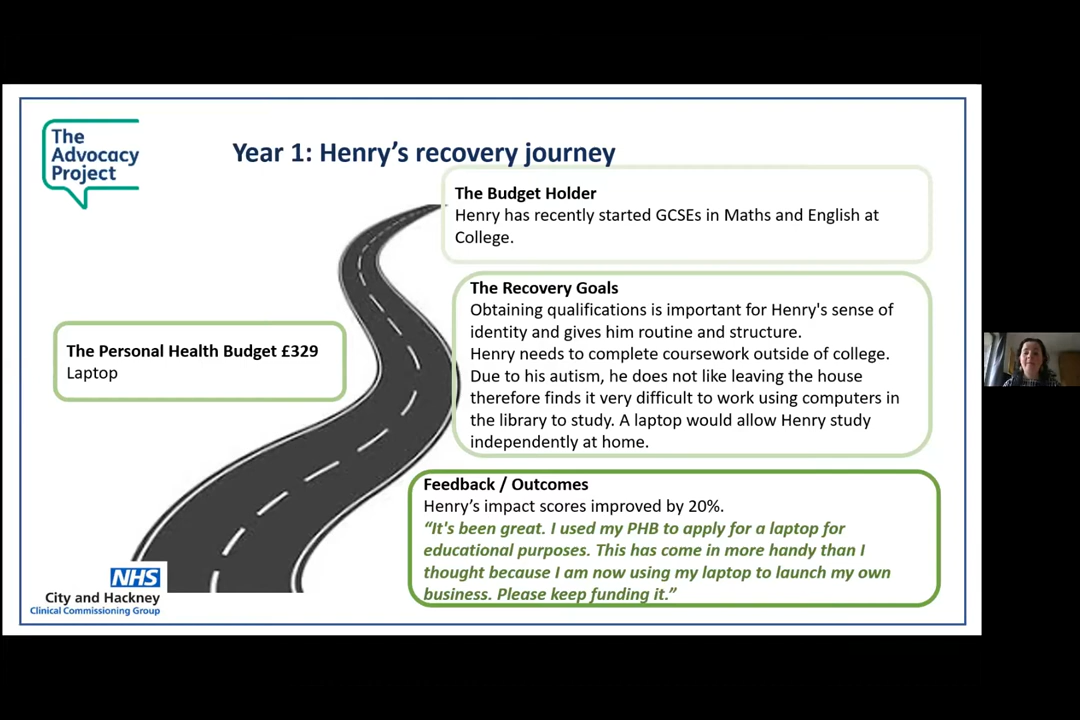 The
Advocacy
Project
Year 1: Henry's recovery journey
The Budget Holder
Henry has recently started GCSEs in Maths and English at
College.
The Personal Health Budget £329
Laptop
The Recovery Goals
Obtaining qualifications is important for Henry's sense of
identity and gives him routine and structure.
Henry needs to complete coursework outside of college.
Due to his autism, he does not like leaving the house
therefore finds it very difficult to work using computers in
the library to study. A laptop would allow Henry study
independently at home.
Feedback / Outcomes
Henry's impact scores improved by 20%.
“It's been great. I used my PHB to apply for a laptop for
educational purposes. This has come in more handy than I
thought because I am now using my laptop to launch my own
business. Please keep funding it.”
NHS
City and Hackney
Clinical Commissioning Group